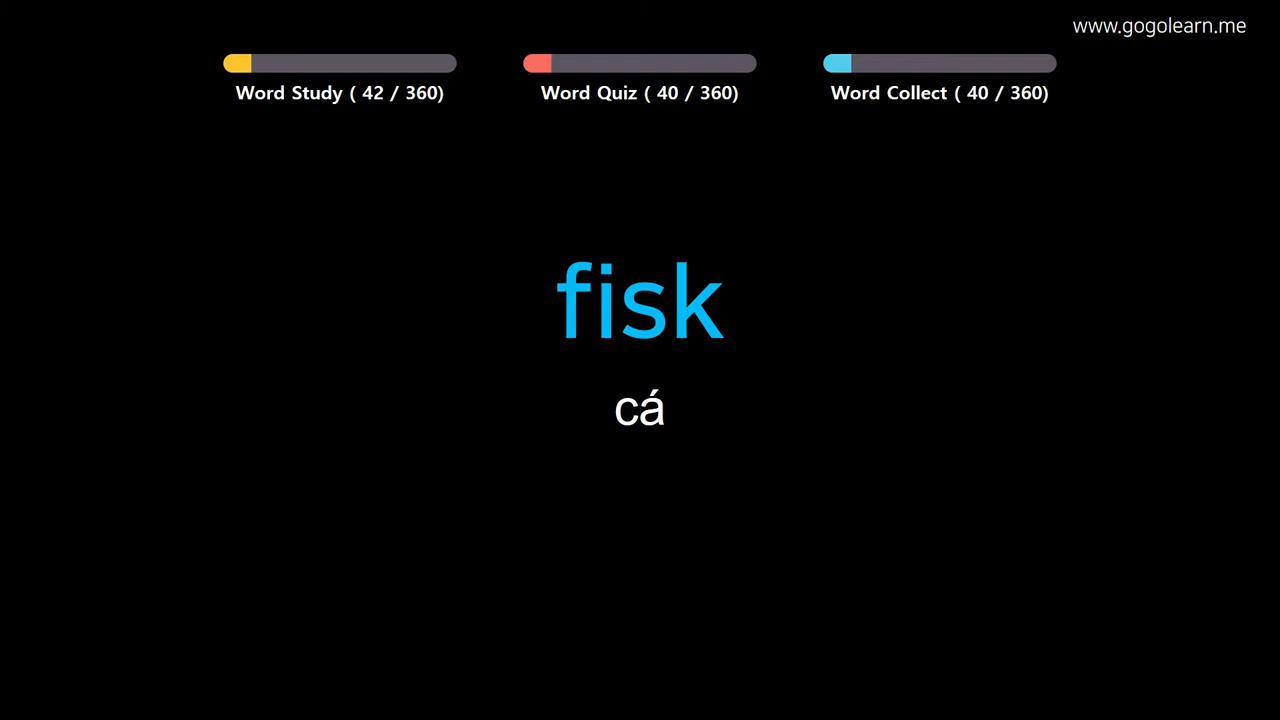 www.gogolearn.me
Word Study ( 42 / 360)
Word Quiz ( 40 / 360)
Word Collect ( 40 / 360)
fisk
cá